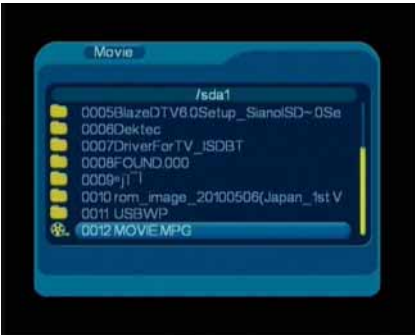 Movie
/sda1
0005BlazeDTV6.0Setup_SianoISD~.0Se
0006Dektec
0007DriverForTV_ISDBT
0008FOUND.000
0010 rom_image_20100506(Japan_1st V
0011 USBWP
0012 MOVIE.MPG